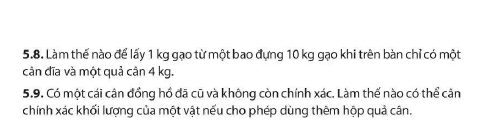 5.8. Làm thế nào để lấy 1 kg gạo từ một bao đựng 10 kg gạo khi trên bàn chỉ có một
cân đĩa và một quả cân 4 kg.
5.9. Có một cái cân đồng hồ đã cũ và không còn chính xác. Làm thế nào có thể cân
chính xác khối lượng của một vật nếu cho phép dùng thêm hộp quả cân.